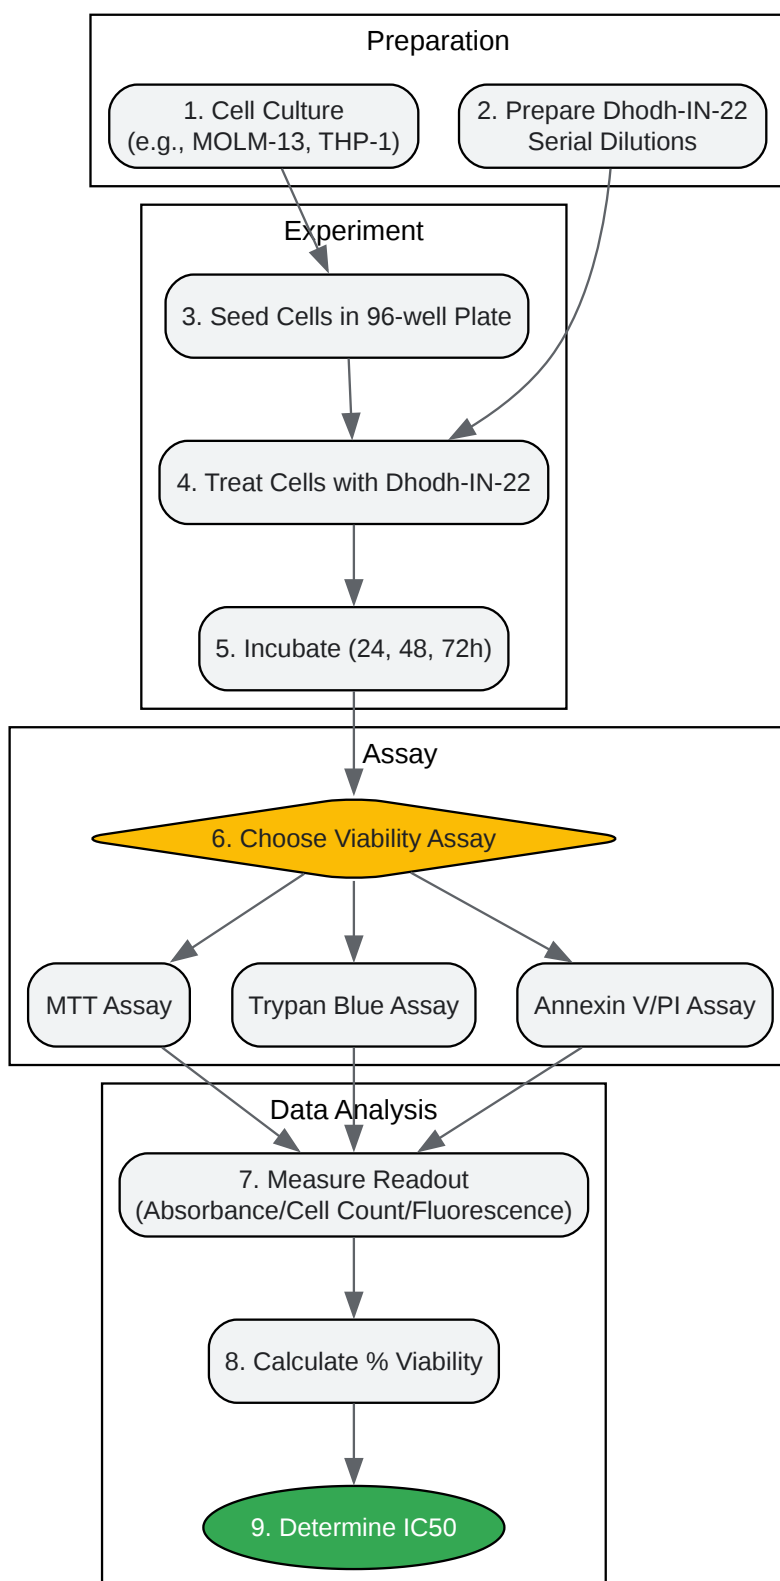 Preparation
1. Cell Culture
(e.g., MOLM-13, THP-1)
2. Prepare Dhodh-IN-22
Serial Dilutions
Experiment
3. Seed Cells in 96-well Plate
4. Treat Cells with Dhodh-IN-22
5. Incubate (24, 48, 72h)
Assay
6. Choose Viability Assay
MTT Assay
Trypan Blue Assay
Annexin V/PI Assay
Data Analysis
7. Measure Readout
(Absorbance/Cell Count/Fluorescence)
8. Calculate % Viability
9. Determine IC50